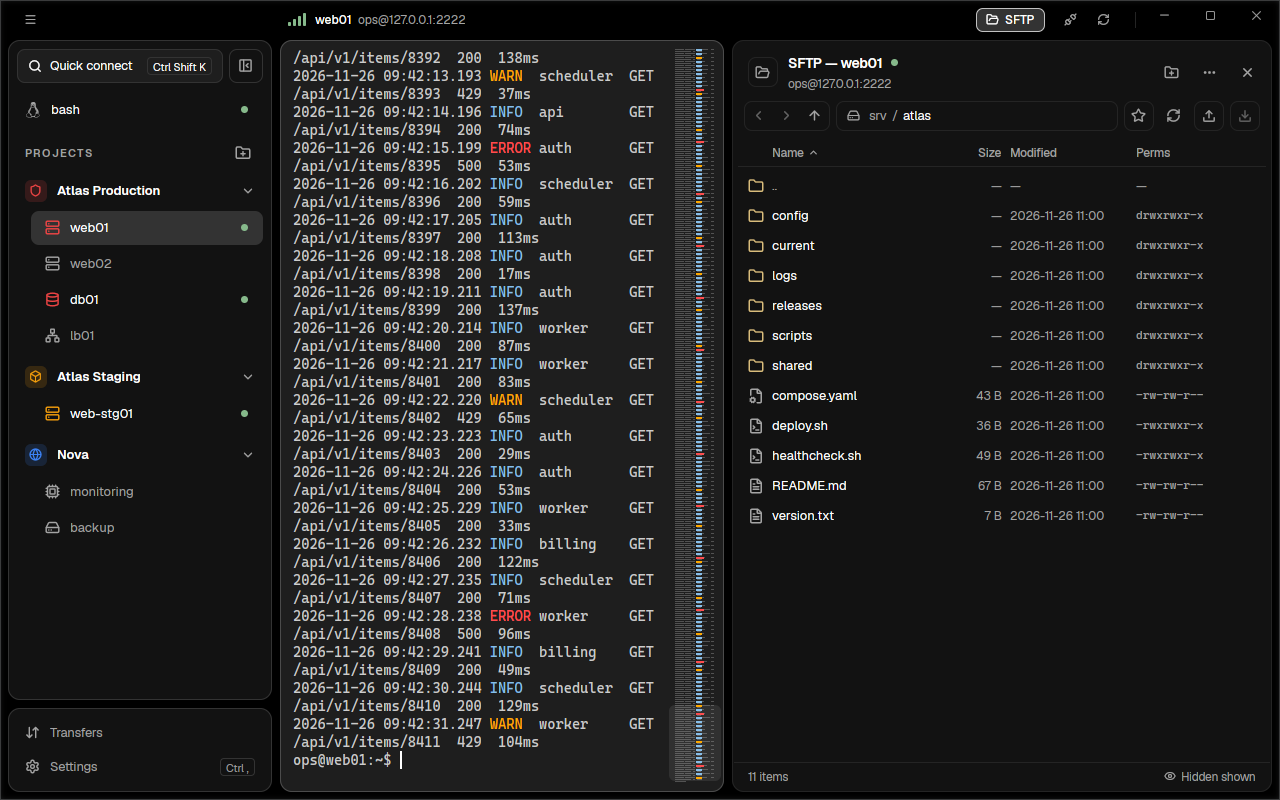 web01 ops@127.0.0.1:2222
SFTP
Quick connect Ctrl Shift K
bash
PROJECTS
Atlas Production
web01
web02
db01
lb01
Atlas Staging
web-stg01
Nova
monitoring
backup
Transfers
Settings Ctrl ,
/api/v1/items/8392 200 138ms
2026-11-26 09:42:13.193 WARN scheduler GET
/api/v1/items/8393 429 37ms
2026-11-26 09:42:14.196 INFO api GET
/api/v1/items/8394 200 74ms
2026-11-26 09:42:15.199 ERROR auth GET
/api/v1/items/8395 500 53ms
2026-11-26 09:42:16.202 INFO scheduler GET
/api/v1/items/8396 200 59ms
2026-11-26 09:42:17.205 INFO auth GET
/api/v1/items/8397 200 113ms
2026-11-26 09:42:18.208 INFO auth GET
/api/v1/items/8398 200 17ms
2026-11-26 09:42:19.211 INFO auth GET
/api/v1/items/8399 200 137ms
2026-11-26 09:42:20.214 INFO worker GET
/api/v1/items/8400 200 87ms
2026-11-26 09:42:21.217 INFO worker GET
/api/v1/items/8401 200 83ms
2026-11-26 09:42:22.220 WARN scheduler GET
/api/v1/items/8402 429 65ms
2026-11-26 09:42:23.223 INFO auth GET
/api/v1/items/8403 200 29ms
2026-11-26 09:42:24.226 INFO auth GET
/api/v1/items/8404 200 53ms
2026-11-26 09:42:25.229 INFO worker GET
/api/v1/items/8405 200 33ms
2026-11-26 09:42:26.232 INFO billing GET
/api/v1/items/8406 200 122ms
2026-11-26 09:42:27.235 INFO scheduler GET
/api/v1/items/8407 200 71ms
2026-11-26 09:42:28.238 ERROR worker GET
/api/v1/items/8408 500 96ms
2026-11-26 09:42:29.241 INFO billing GET
/api/v1/items/8409 200 49ms
2026-11-26 09:42:30.244 INFO scheduler GET
/api/v1/items/8410 200 129ms
2026-11-26 09:42:31.247 WARN worker GET
/api/v1/items/8411 429 104ms
ops@web01:~$
SFTP — web01
ops@127.0.0.1:2222
srv / atlas
Name Size Modified Perms
.. — — —
config — 2026-11-26 11:00 drwxrwxr-x
current — 2026-11-26 11:00 drwxrwxr-x
logs — 2026-11-26 11:00 drwxrwxr-x
releases — 2026-11-26 11:00 drwxrwxr-x
scripts — 2026-11-26 11:00 drwxrwxr-x
shared — 2026-11-26 11:00 drwxrwxr-x
compose.yaml 43 B 2026-11-26 11:00 -rw-rw-r--
deploy.sh 36 B 2026-11-26 11:00 -rwxrwxr-x
healthcheck.sh 49 B 2026-11-26 11:00 -rwxrwxr-x
README.md 67 B 2026-11-26 11:00 -rw-rw-r--
version.txt 7 B 2026-11-26 11:00 -rw-rw-r--
11 items Hidden shown